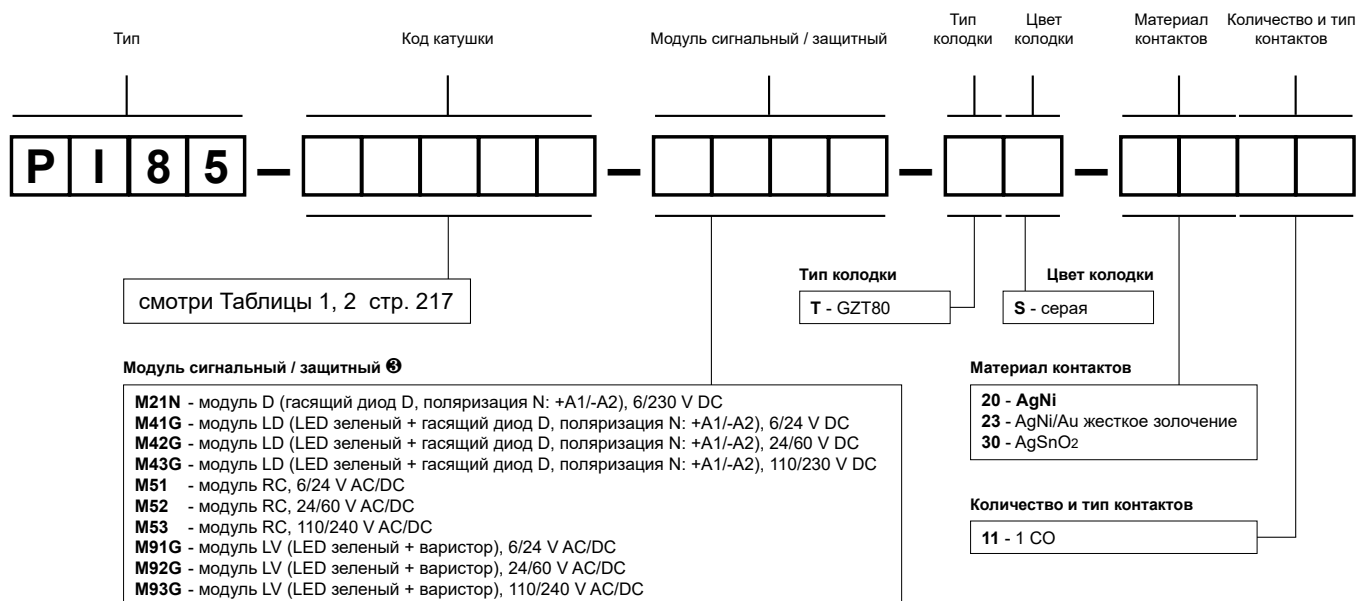 Тип
Код катушки
Модуль сигнальный / защитный
Тип
колодки
Цвет
колодки
Материал
контактов
Количество и тип
контактов
P I 8 5 – – – –
смотри Таблицы 1, 2 стр. 217
Тип колодки
T - GZT80
Цвет колодки
S - серая
Модуль сигнальный / защитный ❸
M21N - модуль D (гасящий диод D, поляризация N: +A1/-A2), 6/230 V DC
M41G - модуль LD (LED зеленый + гасящий диод D, поляризация N: +A1/-A2), 6/24 V DC
M42G - модуль LD (LED зеленый + гасящий диод D, поляризация N: +A1/-A2), 24/60 V DC
M43G - модуль LD (LED зеленый + гасящий диод D, поляризация N: +A1/-A2), 110/230 V DC
M51 - модуль RC, 6/24 V AC/DC
M52 - модуль RC, 24/60 V AC/DC
M53 - модуль RC, 110/240 V AC/DC
M91G - модуль LV (LED зеленый + варистор), 6/24 V AC/DC
M92G - модуль LV (LED зеленый + варистор), 24/60 V AC/DC
M93G - модуль LV (LED зеленый + варистор), 110/240 V AC/DC
Материал контактов
20 - AgNi
23 - AgNi/Au жесткое золочение
30 - AgSnO2
Количество и тип контактов
11 - 1 CO